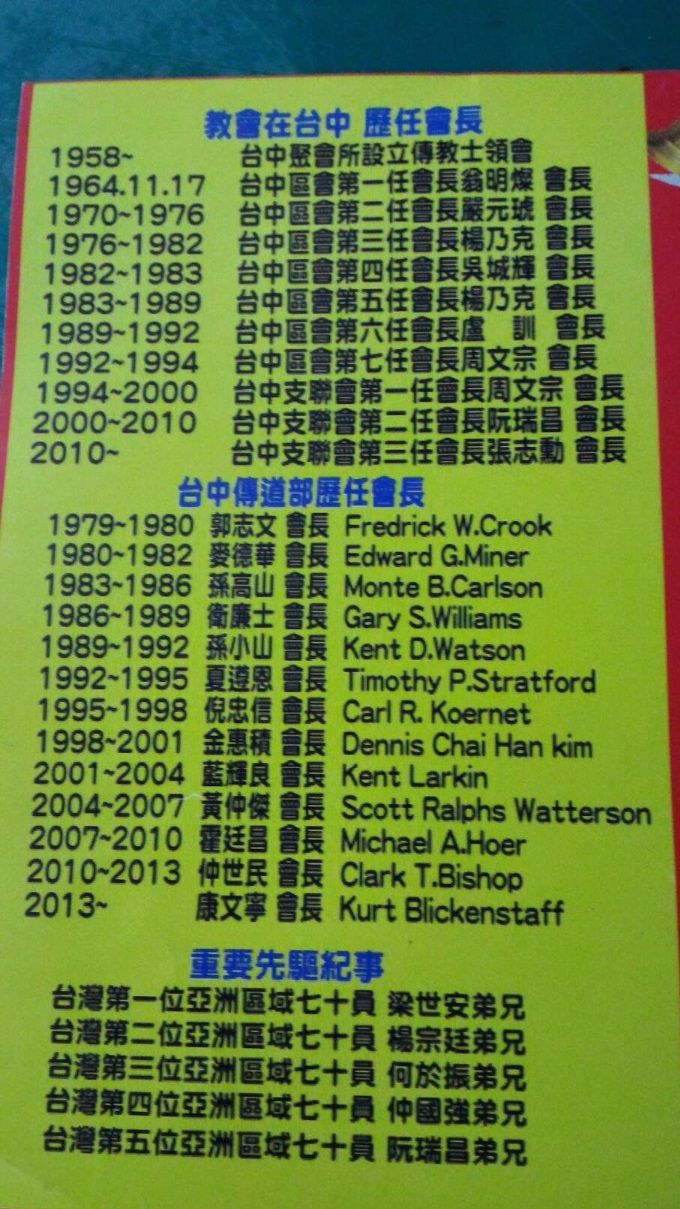 教會在台中 歷任會長
1958~ 台中聚會所設立傳教士領會
1964.11.17 台中區會第一任會長翁明燦 會長
1970~1976 台中區會第二任會長嚴元琥 會長
1976~1982 台中區會第三任會長楊乃克 會長
1982~1983 台中區會第四任會長吳城輝 會長
1983~1989 台中區會第五任會長楊乃克 會長
1989~1992 台中區會第六任會長盧 訓 會長
1992~1994 台中區會第七任會長周文宗 會長
1994~2000 台中支聯會第一任會長周文宗 會長
2000~2010 台中支聯會第二任會長阮瑞昌 會長
2010~ 台中支聯會第三任會長張志勳 會長
台中傳道部歷任會長
1979~1980 郭志文 會長 Fredrick W.Crook
1980~1982 麥德華 會長 Edward G.Miner
1983~1986 孫高山 會長 Monte B.Carlson
1986~1989 衛廉士 會長 Gary S.Williams
1989~1992 孫小山 會長 Kent D.Watson
1992~1995 夏遵恩 會長 Timothy P.Stratford
1995~1998 倪忠信 會長 Carl R. Koernet
1998~2001 金惠積 會長 Dennis Chai Han kim
2001~2004 藍輝良 會長 Kent Larkin
2004~2007 黃仲傑 會長 Scott Ralphs Watterson
2007~2010 霍廷昌 會長 Michael A.Hoer
2010~2013 仲世民 會長 Clark T.Bishop
2013~ 康文寧 會長 Kurt Blickenstaff
重要先驅紀事
台灣第一位亞洲區域七十員 梁世安弟兄
台灣第二位亞洲區域七十員 楊宗廷弟兄
台灣第三位亞洲區域七十員 何於振弟兄
台灣第四位亞洲區域七十員 仲國強弟兄
台灣第五位亞洲區域七十員 阮瑞昌弟兄